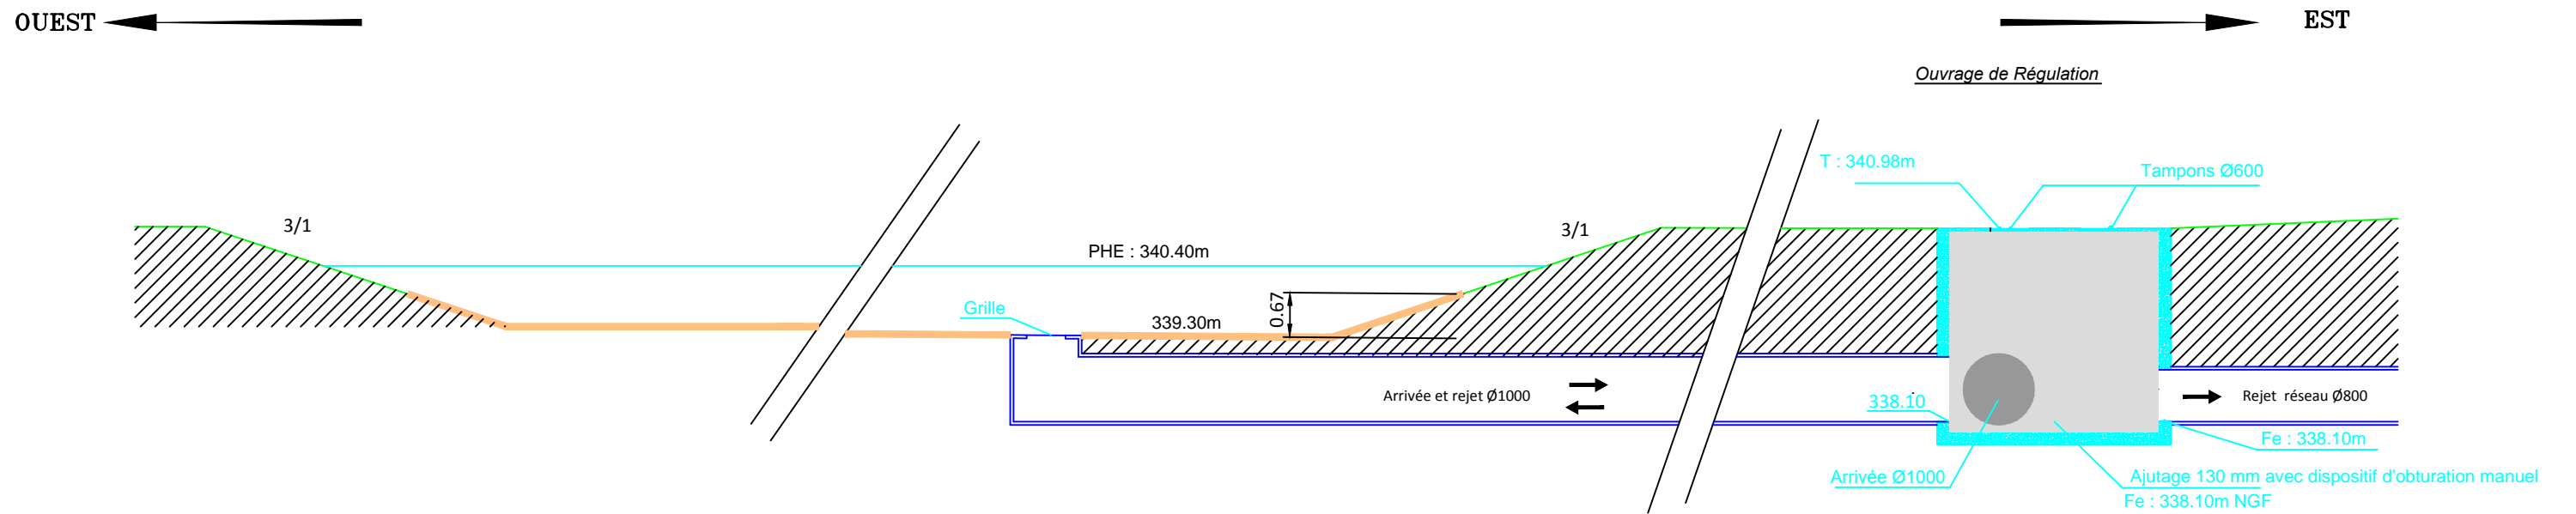 OUEST
EST
Ouvrage de Régulation
T : 340.98m
Tampons Ø600
3/1
3/1
PHE : 340.40m
Grille
339.30m
0.67
Arrivée et rejet Ø1000
338.10
Rejet réseau Ø800
Fe : 338.10m
Arrivée Ø1000
Ajutage 130 mm avec dispositif d'obturation manuel
Fe : 338.10m NGF